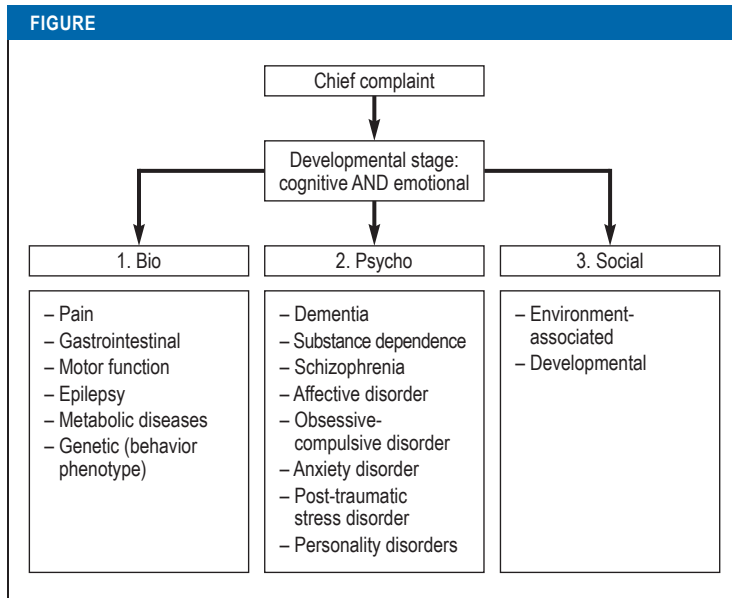 FIGURE
Chief complaint
Developmental stage:
cognitive AND emotional
1. Bio
– Pain
– Gastrointestinal
– Motor function
– Epilepsy
– Metabolic diseases
– Genetic (behavior
phenotype)
2. Psycho
– Dementia
– Substance dependence
– Schizophrenia
– Affective disorder
– Obsessive-
compulsive disorder
– Anxiety disorder
– Post-traumatic
stress disorder
– Personality disorders
3. Social
– Environment-
associated
– Developmental